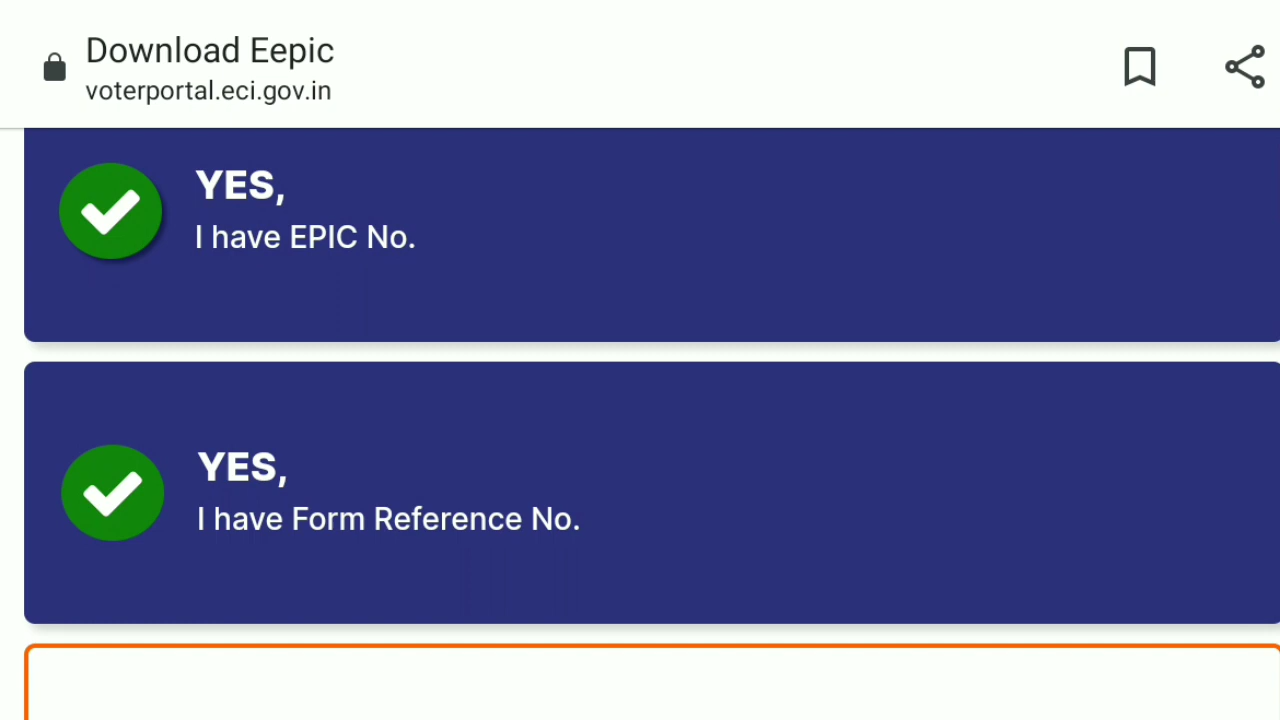 Download Eepic
voterportal.eci.gov.in
YES,
I have EPIC No.
YES,
I have Form Reference No.